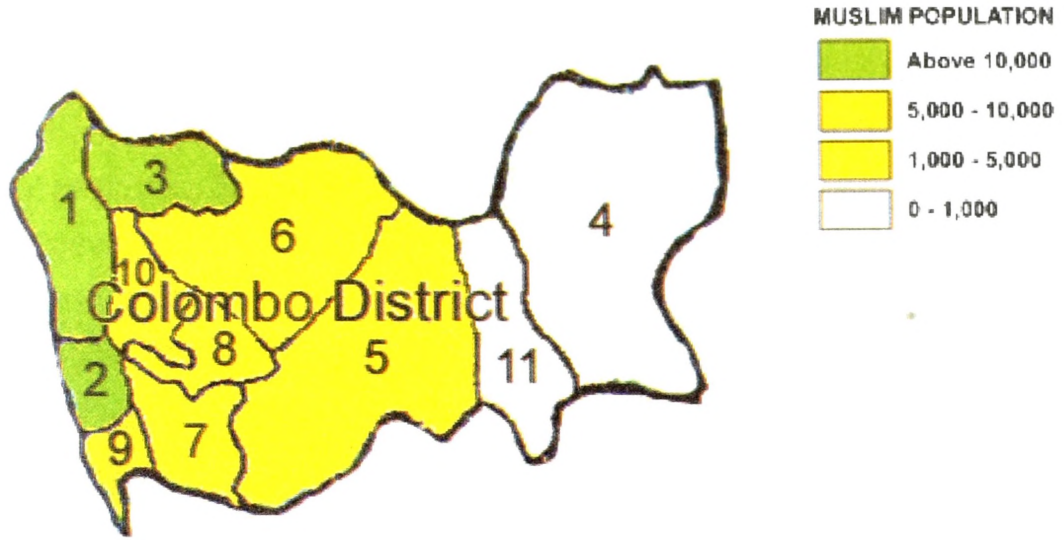 MUSLIM POPULATION
Above 10,000
5,000 - 10,000
1,000 - 5,000
0 - 1,000
3
1
4
6
10
Colombo District
8
5
11
2
9
7